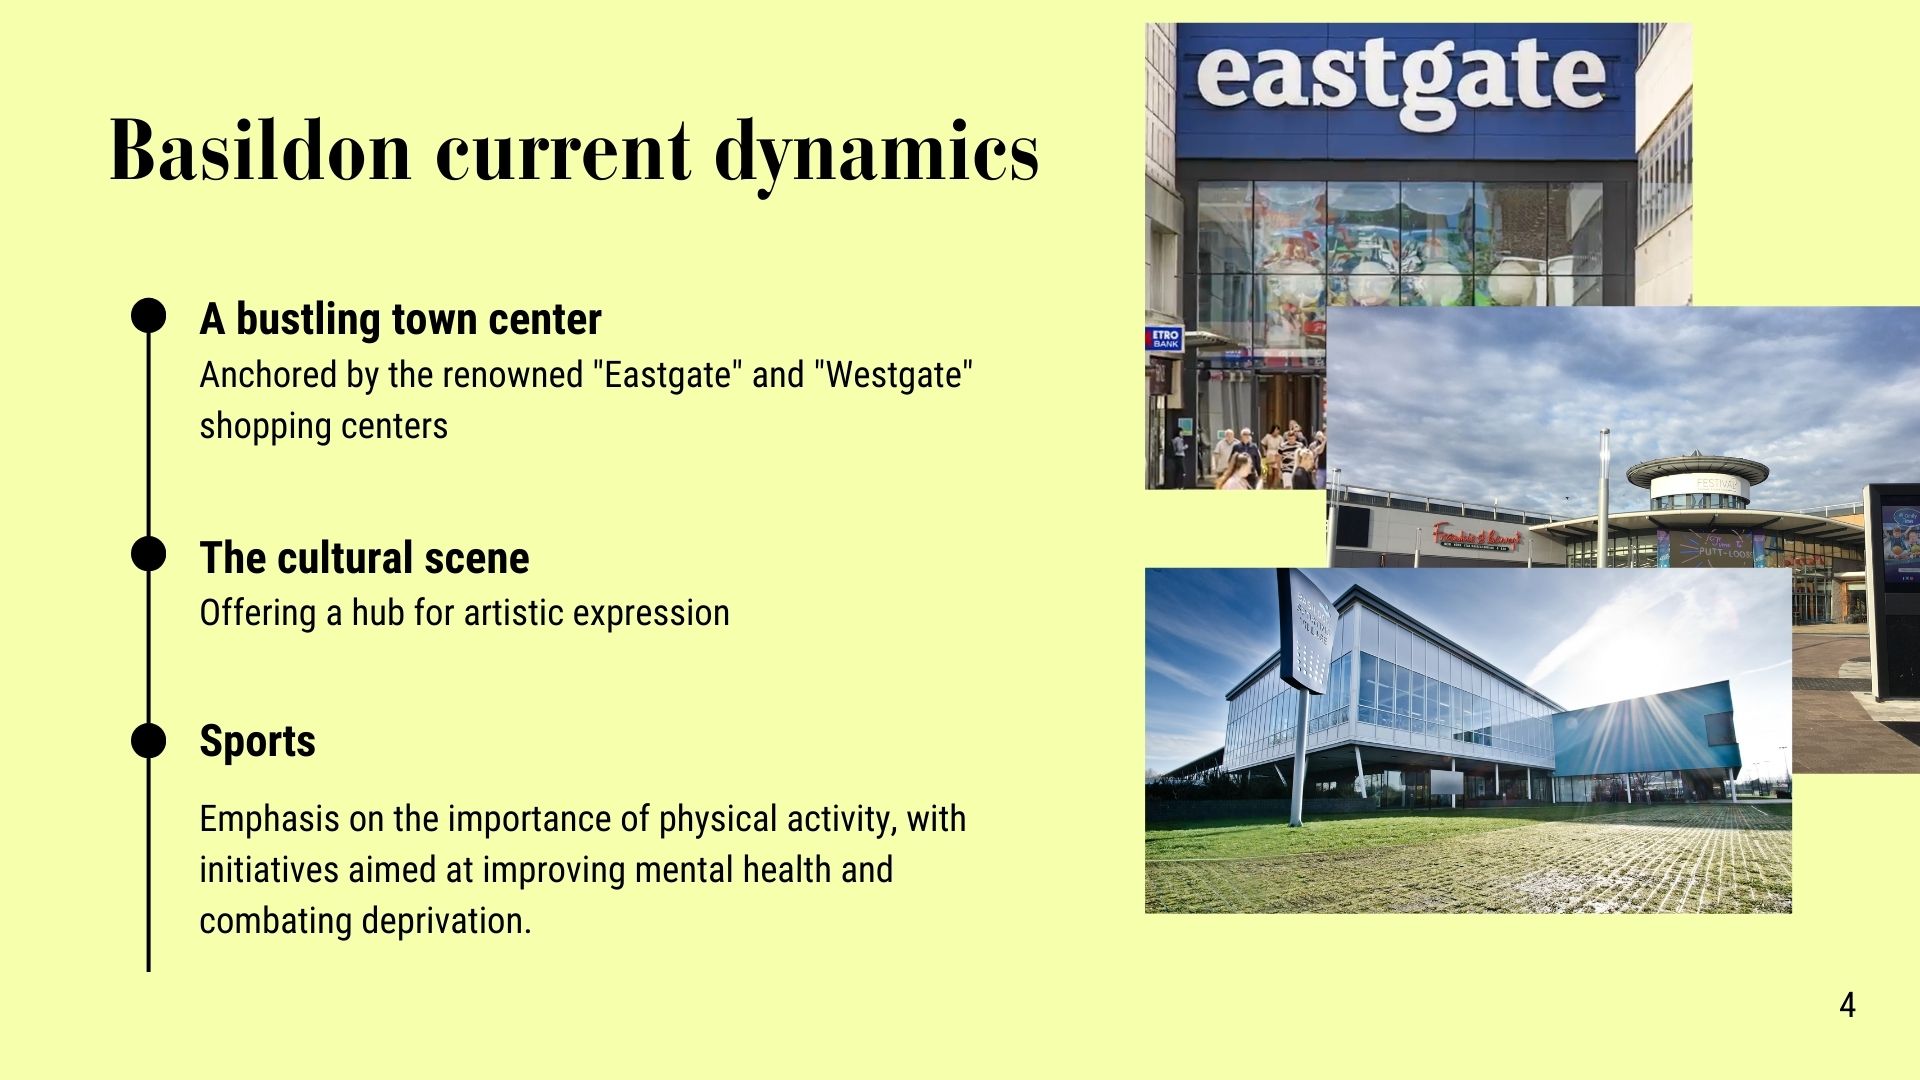 Basildon current dynamics
A bustling town center
Anchored by the renowned "Eastgate" and "Westgate"
shopping centers
The cultural scene
Offering a hub for artistic expression
Sports
Emphasis on the importance of physical activity, with
initiatives aimed at improving mental health and
combating deprivation.
eastgate
ETRO
BANK
FESTIVAL
PUTT-LOOSE
4